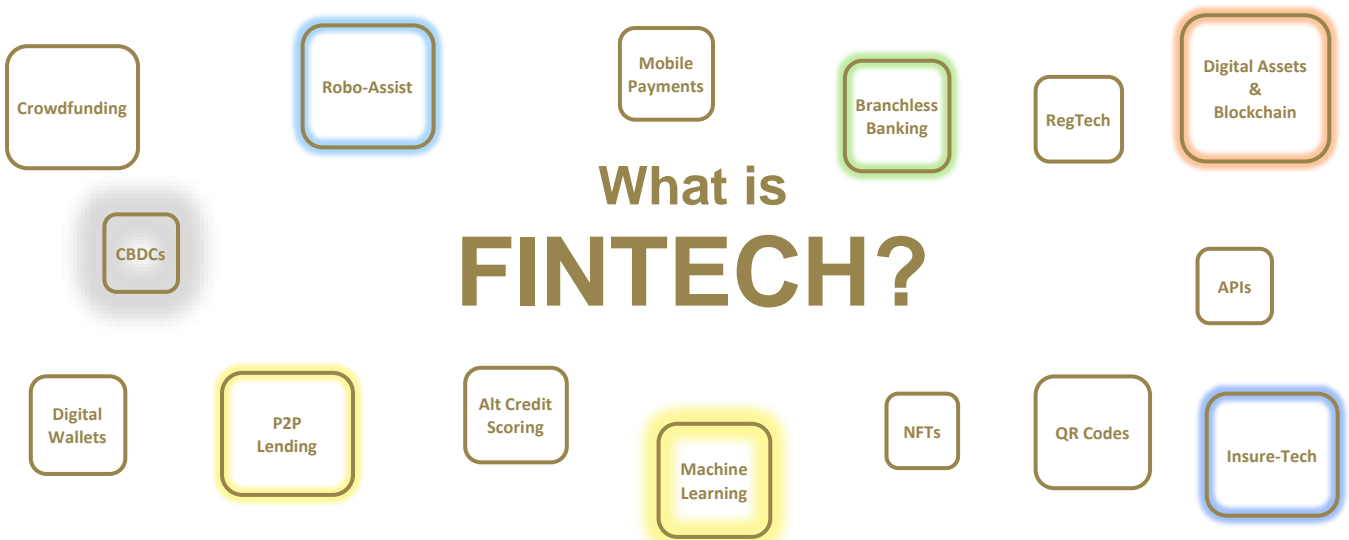 Crowdfunding
Robo-Assist
Mobile
Payments
Branchless
Banking
RegTech
Digital Assets
&
Blockchain
What is
FINTECH?
CBDCs
APIs
Digital
Wallets
P2P
Lending
Alt Credit
Scoring
Machine
Learning
NFTs
QR Codes
Insure-Tech